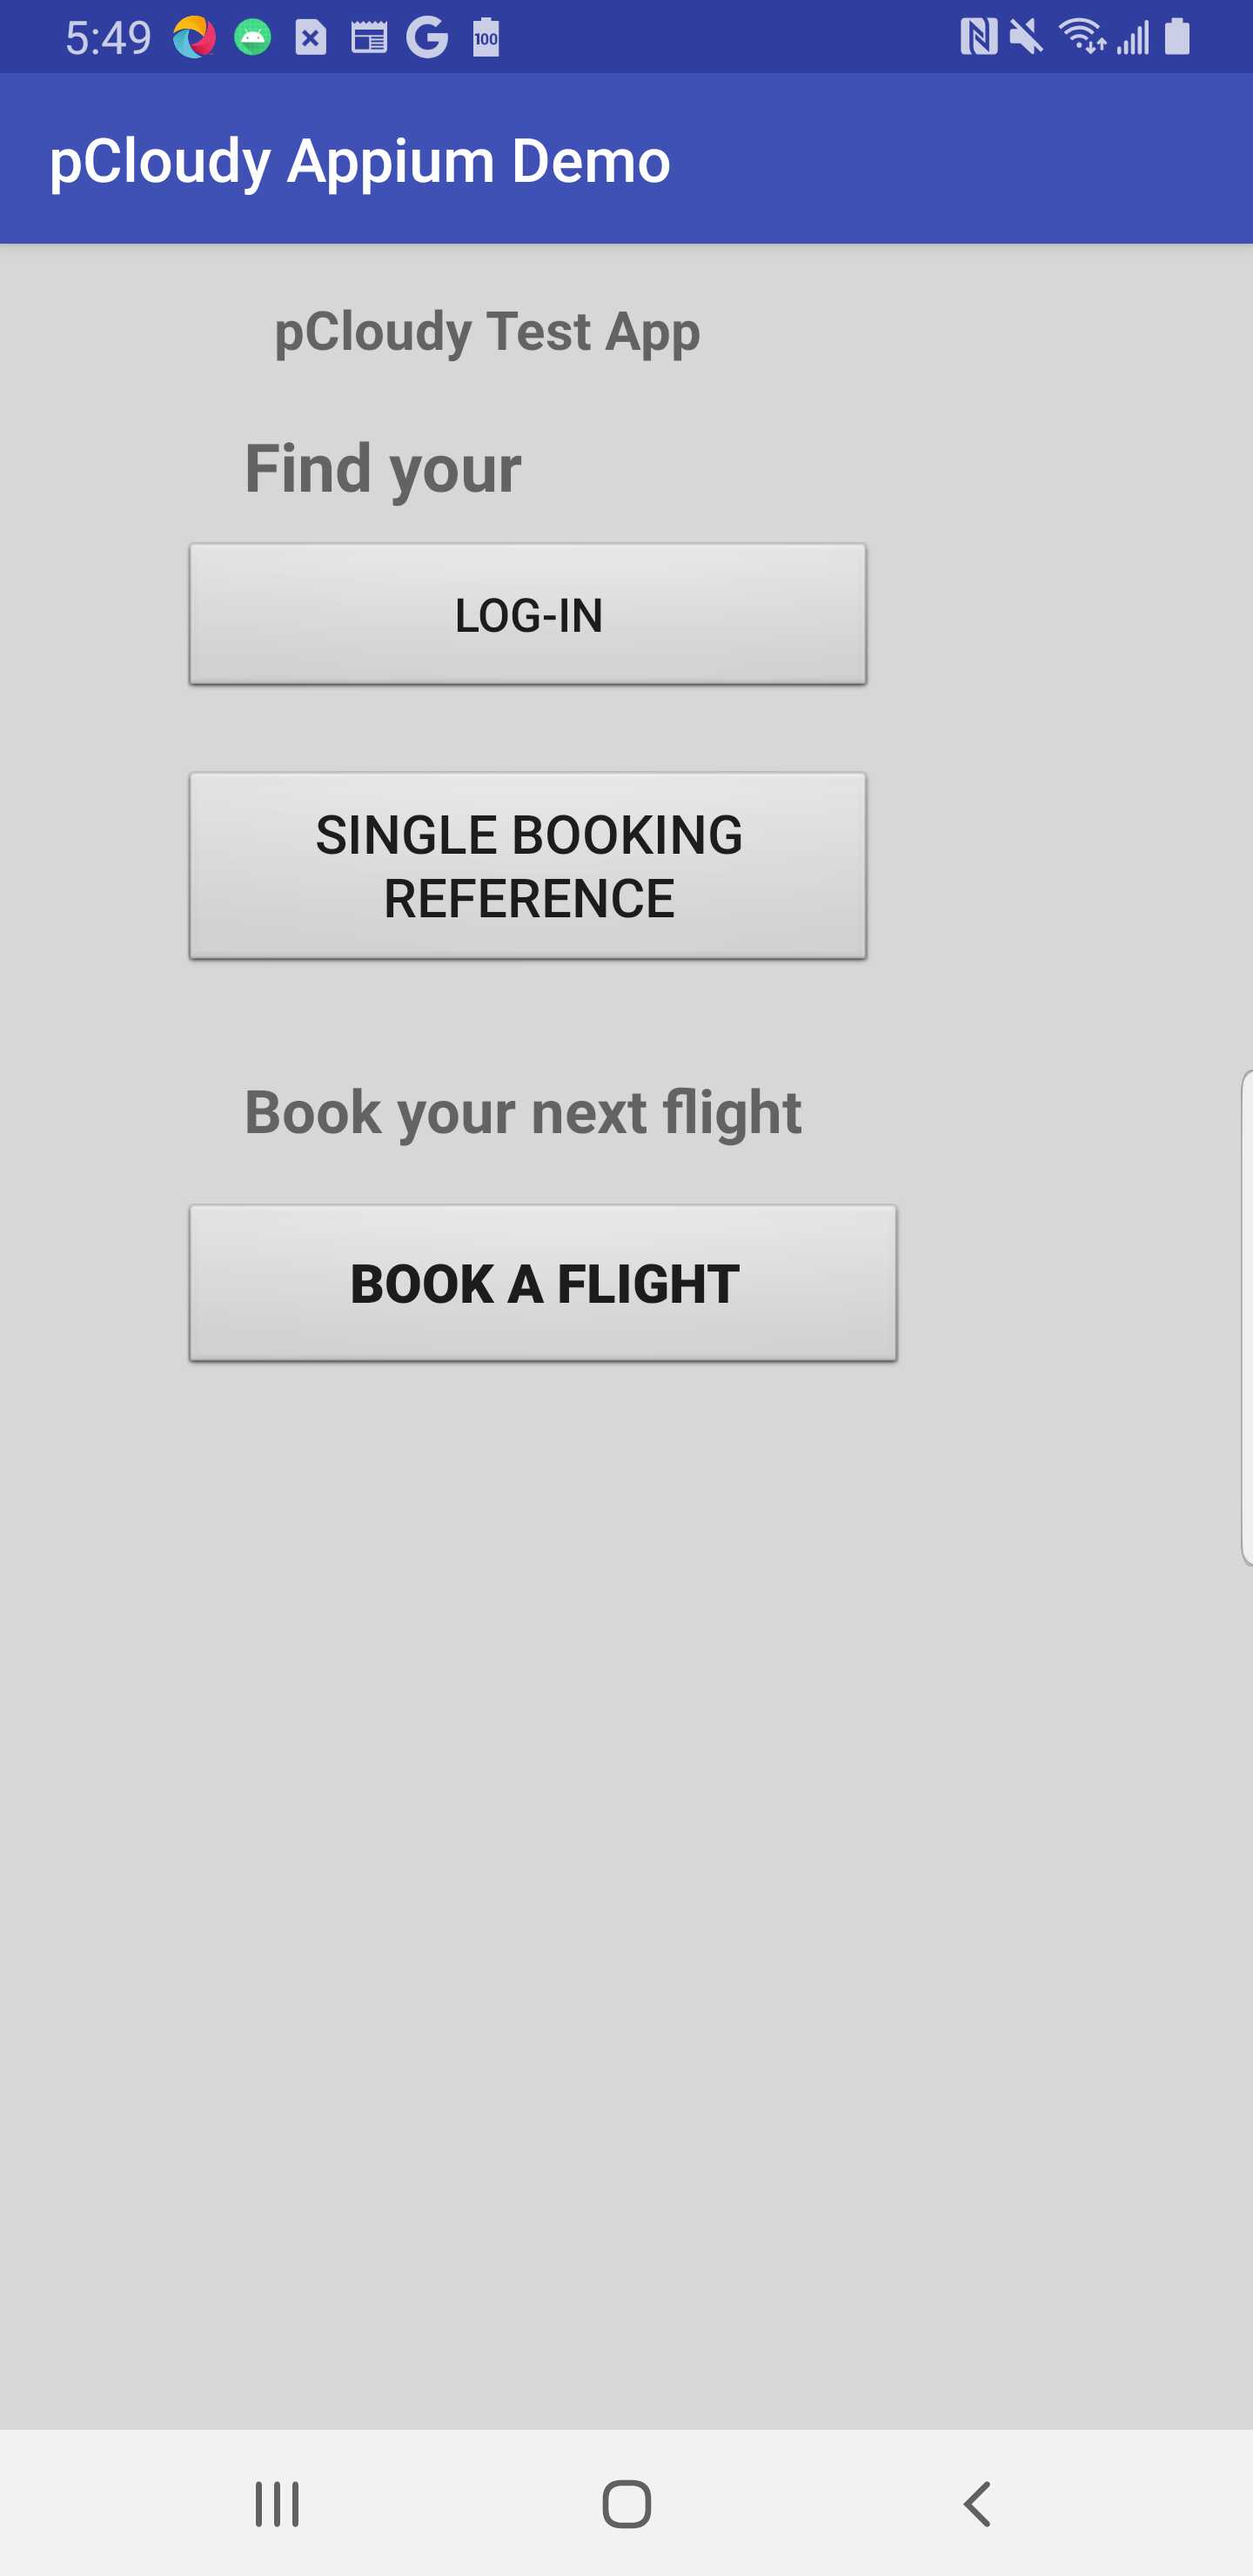 5:49
100
pCloudy Appium Demo
pCloudy Test App
Find your
LOG-IN
SINGLE BOOKING
REFERENCE
Book your next flight
BOOK A FLIGHT